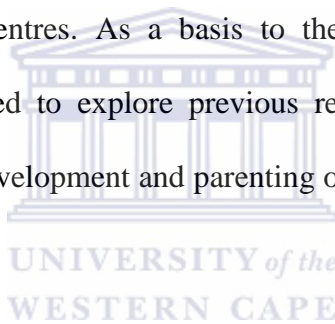 entres. As a basis to the
ed to explore previous re
velopment and parenting o
UNIVERSITY of the
WESTERN CAPE